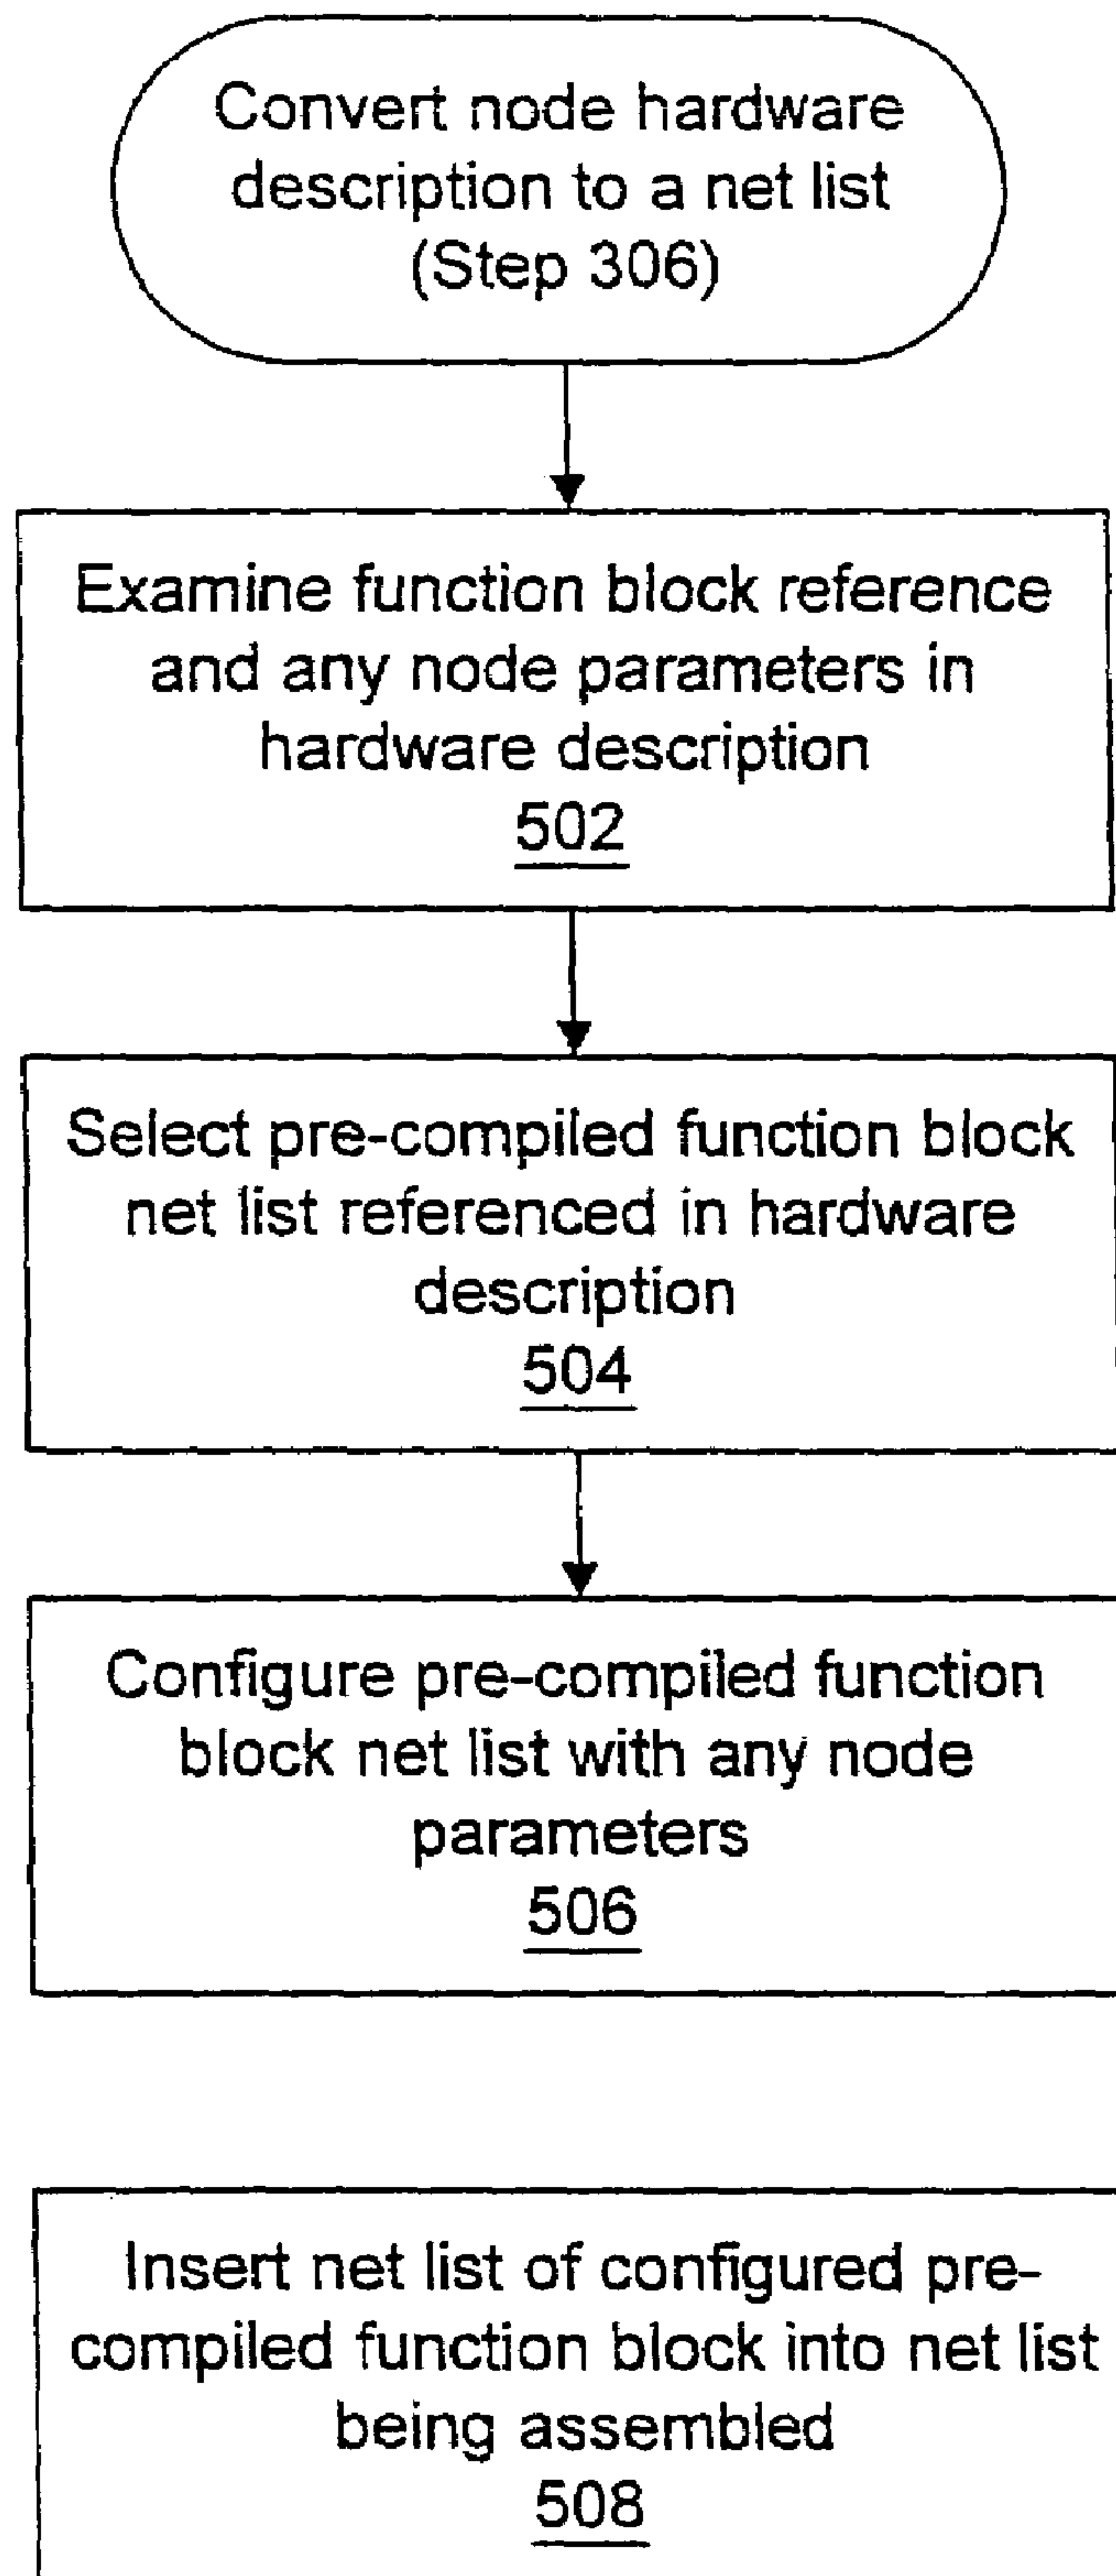 Convert node hardware
description to a net list
(Step 306)
Examine function block reference
and any node parameters in
hardware description
502
Select pre-compiled function block
net list referenced in hardware
description
504
Configure pre-compiled function
block net list with any node
parameters
506
Insert net list of configured pre-
compiled function block into net list
being assembled
508